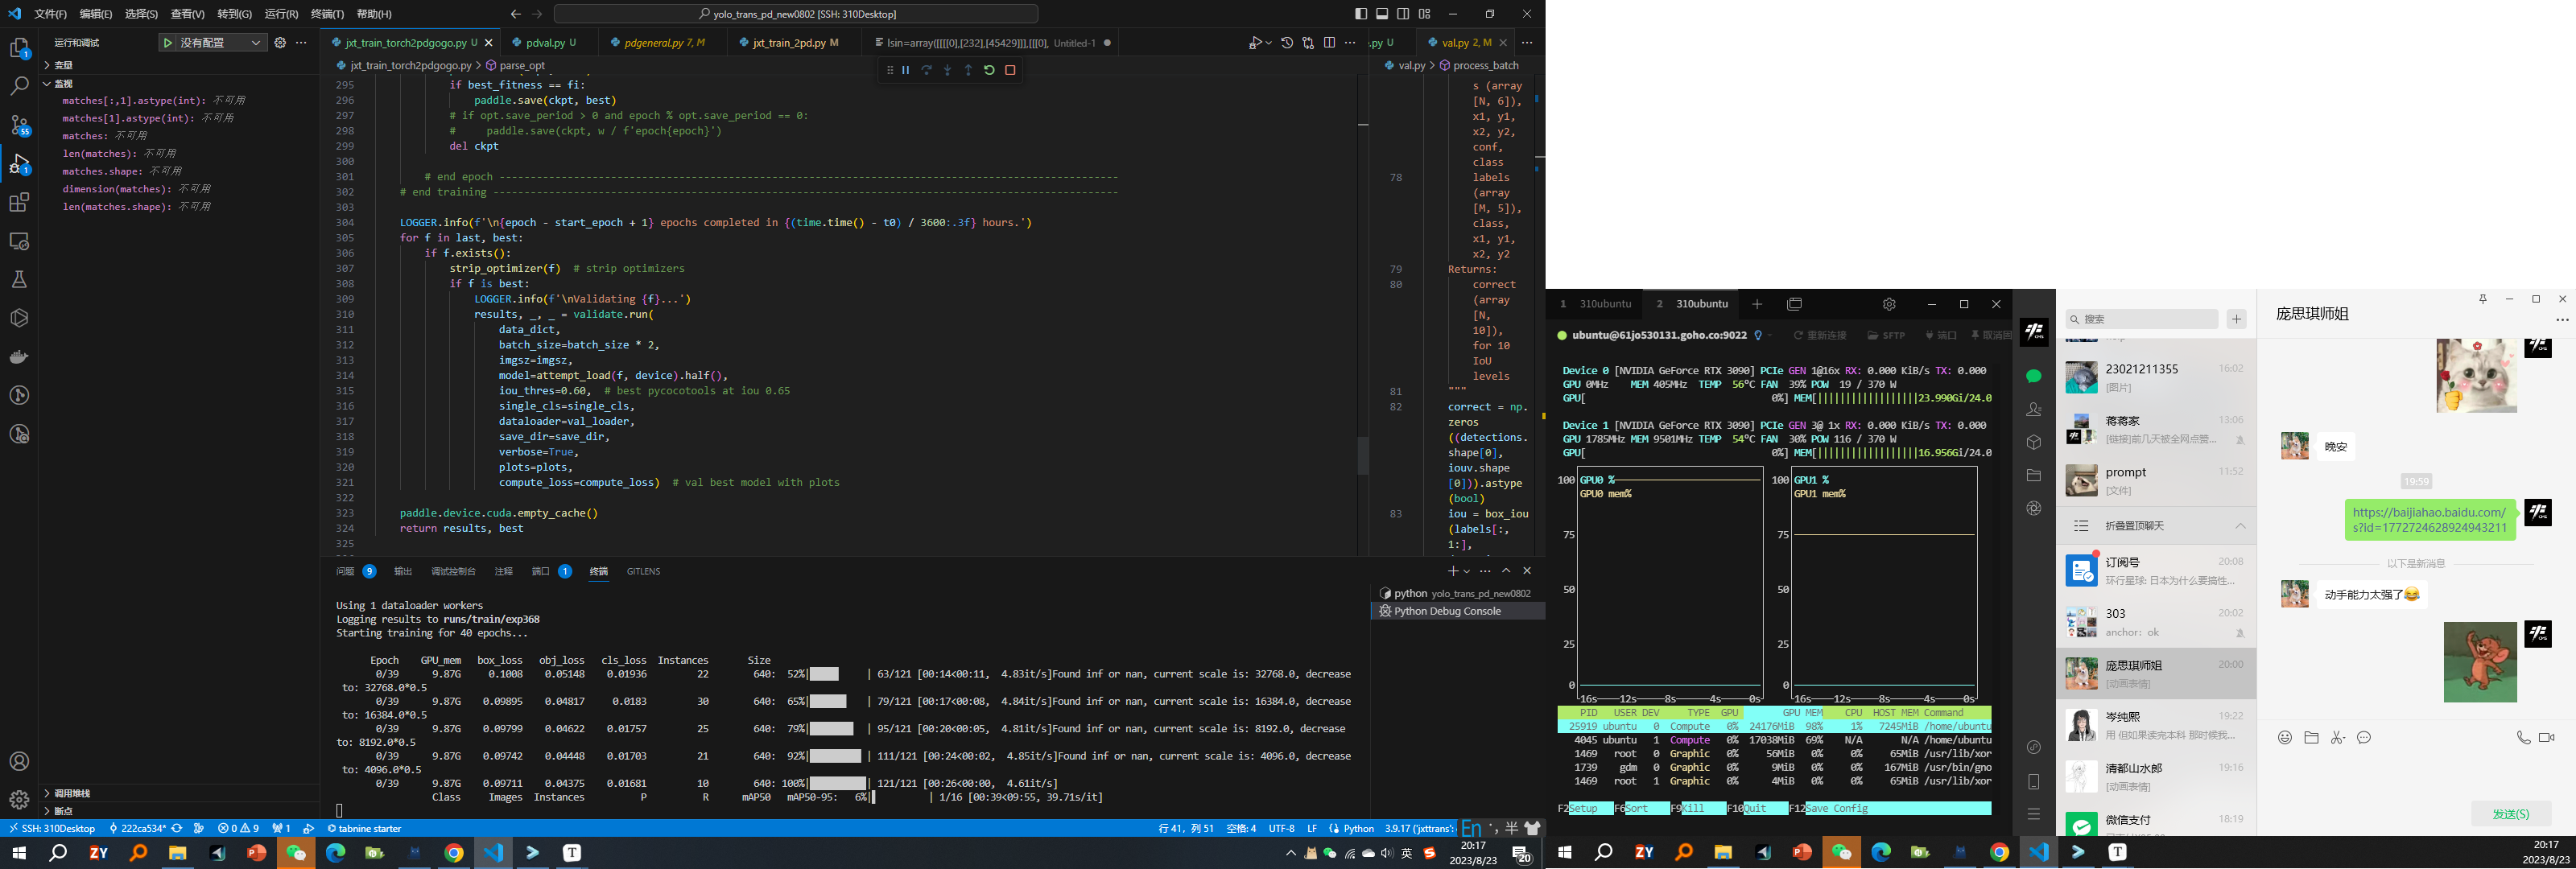 文件(F) 编辑(E) 选择(S) 查看(V) 转到(G) 运行(R) 终端(T) 帮助(H)
yolo_trans_pd_new0802 [SSH: 310Desktop]
运行和调试
没有配置
变量
监视
matches[:,1].astype(int): 不可用
matches[1].astype(int): 不可用
matches: 不可用
len(matches): 不可用
matches.shape: 不可用
dimension(matches): 不可用
len(matches.shape): 不可用
调用堆栈
断点
jxt_train_torch2pdgogo.py U
pdval.py U
pdgeneral.py 7, M
jxt_train_2pd.py M
lsin=array([[[[0],[232],[45429]]],[[[0], Untitled-1
jxt_train_torch2pdgogo.py > parse_opt
295 if best_fitness == fi:
296 paddle.save(ckpt, best)
297 # if opt.save_period > 0 and epoch % opt.save_period == 0:
298 # paddle.save(ckpt, w / f'epoch{epoch}')
299 del ckpt
300
301 # end epoch ----------------------------------------------------------------------------------------------------
302 # end training -----------------------------------------------------------------------------------------------------
303
304 LOGGER.info(f'\n{epoch - start_epoch + 1} epochs completed in {(time.time() - t0) / 3600:.3f} hours.')
305 for f in last, best:
306 if f.exists():
307 strip_optimizer(f)  # strip optimizers
308 if f is best:
309 LOGGER.info(f'\nValidating {f}...')
310 results, _, _ = validate.run(
311 data_dict,
312 batch_size=batch_size * 2,
313 imgsz=imgsz,
314 model=attempt_load(f, device).half(),
315 iou_thres=0.60,  # best pycocotools at iou 0.65
316 single_cls=single_cls,
317 dataloader=val_loader,
318 save_dir=save_dir,
319 verbose=True,
320 plots=plots,
321 compute_loss=compute_loss)  # val best model with plots
322
323 paddle.device.cuda.empty_cache()
324 return results, best
325
.py U
val.py 2, M
val.py > process_batch
s (array
[N, 6]),
x1, y1,
x2, y2,
conf,
class
78 labels
(array
[M, 5]),
class,
x1, y1,
x2, y2
79 Returns:
80 correct
(array
[N,
10]),
for 10
IoU
levels
81 """
82 correct = np.
zeros
((detections.
shape[0],
iouv.shape
[0])).astype
(bool)
83 iou = box_iou
(labels[:,
1:],
问题 9 输出 调试控制台 注释 端口 1 终端 GITLENS
python yolo_trans_pd_new0802
Python Debug Console
Using 1 dataloader workers
Logging results to runs/train/exp368
Starting training for 40 epochs...
Epoch GPU_mem box_loss obj_loss cls_loss Instances Size
0/39 9.87G 0.1008 0.05148 0.01936 22 640: 52%| | 63/121 [00:14<00:11, 4.83it/s]Found inf or nan, current scale is: 32768.0, decrease
to: 32768.0*0.5
0/39 9.87G 0.09895 0.04817 0.0183 30 640: 65%| | 79/121 [00:17<00:08, 4.84it/s]Found inf or nan, current scale is: 16384.0, decrease
to: 16384.0*0.5
0/39 9.87G 0.09799 0.04622 0.01757 25 640: 79%| | 95/121 [00:20<00:05, 4.81it/s]Found inf or nan, current scale is: 8192.0, decrease
to: 8192.0*0.5
0/39 9.87G 0.09742 0.04448 0.01703 21 640: 92%| | 111/121 [00:24<00:02, 4.85it/s]Found inf or nan, current scale is: 4096.0, decrease
to: 4096.0*0.5
0/39 9.87G 0.09711 0.04375 0.01681 10 640: 100%| | 121/121 [00:26<00:00, 4.61it/s]
Class Images Instances P R mAP50 mAP50-95: 6%| | 1/16 [00:39<09:55, 39.71s/it]
SSH: 310Desktop 222ca534* 0 9 1 tabnine starter
行 41, 列 51 空格: 4 UTF-8 LF Python 3.9.17 ('jxttrans':
En 半
英
20:17
2023/8/23
20
1 310ubuntu 2 310ubuntu
ubuntu@61jo530131.goho.co:9022 重新连接 SFTP 端口 取消固
Device 0 [NVIDIA GeForce RTX 3090] PCIe GEN 1@16x RX: 0.000 KiB/s TX: 0.000
GPU 0MHz MEM 405MHz TEMP 56°C FAN 39% POW 19 / 370 W
GPU[ 0%] MEM[||||||||||||||||||||23.990Gi/24.0
Device 1 [NVIDIA GeForce RTX 3090] PCIe GEN 3@ 1x RX: 0.000 KiB/s TX: 0.000
GPU 1785MHz MEM 9501MHz TEMP 54°C FAN 30% POW 116 / 370 W
GPU[ 0%] MEM[||||||||||||||||||||16.956Gi/24.0
100 GPU0 % 100 GPU1 %
GPU0 mem% GPU1 mem%
75 75
50 50
25 25
0 0
16s 12s 8s 4s 0s 16s 12s 8s 4s 0s
PID USER DEV TYPE GPU GPU MEM CPU HOST MEM Command
25919 ubuntu 0 Compute 0% 24176MiB 98% 1% 7245MiB /home/ubuntu
4045 ubuntu 1 Compute 0% 17038MiB 69% N/A N/A /home/ubuntu
1469 root 0 Graphic 0% 56MiB 0% 0% 65MiB /usr/lib/xor
1739 gdm 0 Graphic 0% 9MiB 0% 0% 167MiB /usr/bin/gno
1469 root 1 Graphic 0% 4MiB 0% 0% 65MiB /usr/lib/xor
F2Setup F6Sort F9Kill F10Quit F12Save Config
搜索
23021211355 16:02
[图片]
蒋蒋家 13:06
[链接]前几天被全网点赞...
prompt 11:52
[文件]
折叠置顶聊天
订阅号 20:08
环行星球: 日本为什么要搞性...
303 20:02
anchor: ok
庞思琪师姐 20:00
[动画表情]
岑纯熙 19:22
用 但如果读完本科 那时候我...
清都山水郎 19:16
[动画表情]
微信支付 18:19
庞思琪师姐
晚安
19:59
https://baijiahao.baidu.com/
s?id=1772724628924943211
以下是新消息
动手能力太强了
发送(S)
20:17
2023/8/23